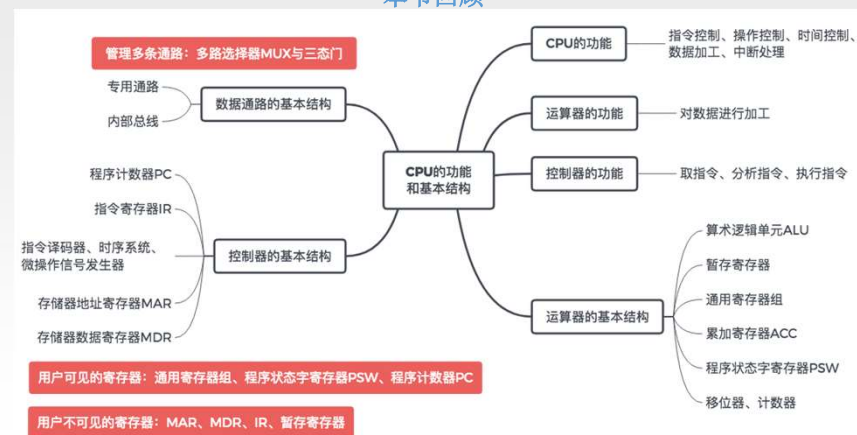 本节回顾
管理多条通路：多路选择器MUX与三态门
专用通路
内部总线
数据通路的基本结构
程序计数器PC
指令寄存器IR
指令译码器、时序系统、
微操作信号发生器
存储器地址寄存器MAR
存储器数据寄存器MDR
控制器的基本结构
CPU的功能
和基本结构
CPU的功能
指令控制、操作控制、时间控制、
数据加工、中断处理
运算器的功能
对数据进行加工
控制器的功能
取指令、分析指令、执行指令
运算器的基本结构
算术逻辑单元ALU
暂存寄存器
通用寄存器组
累加寄存器ACC
程序状态字寄存器PSW
移位器、计数器
用户可见的寄存器：通用寄存器组、程序状态字寄存器PSW、程序计数器PC
用户不可见的寄存器：MAR、MDR、IR、暂存寄存器